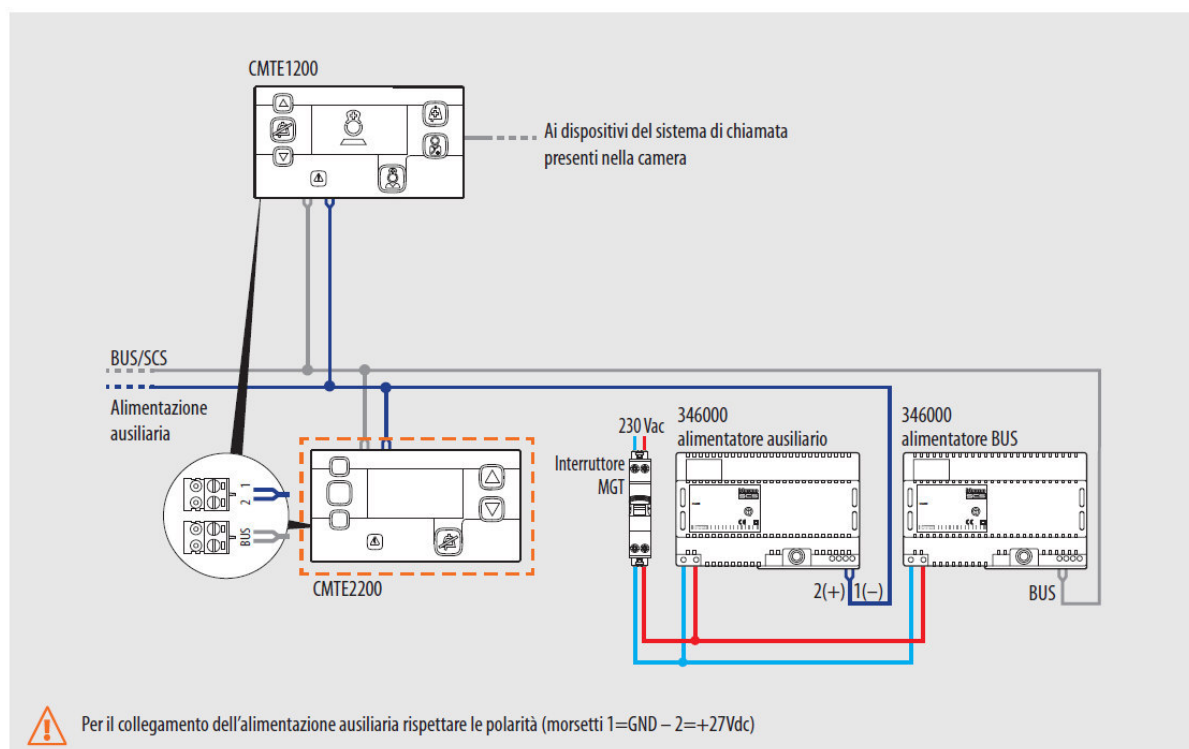 CMTE1200
Ai dispositivi del sistema di chiamata
presenti nella camera
BUS/SCS
Alimentazione
ausiliaria
1
2
BUS
CMTE2200
230 Vac
Interruttore
MGT
346000
alimentatore ausiliario
2(+)
1(–)
346000
alimentatore BUS
BUS
Per il collegamento dell’alimentazione ausiliaria rispettare le polarità (morsetti 1=GND – 2=+27Vdc)